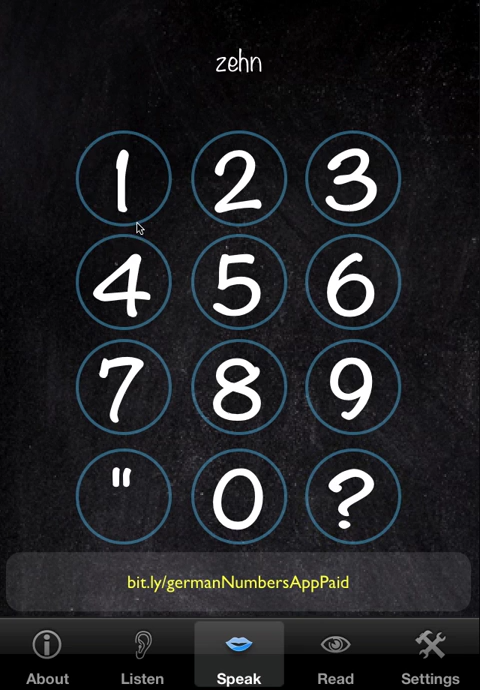 zehn
1 2 3
4 5 6
7 8 9
" 0 ?
bit.ly/germanNumbersAppPaid
About Listen Speak Read Settings